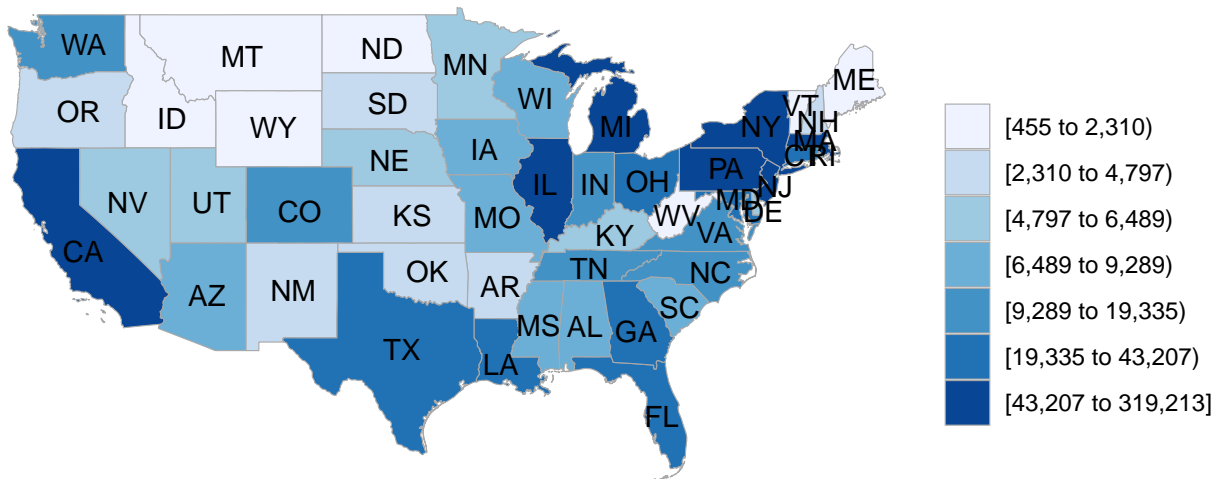 WA
MT
ND
MN
ME
OR
ID
SD
WI
VT
NH
WY
MI
NY
MA
CT
RI
NE
IA
PA
NV
UT
CO
KS
MO
IL
IN
OH
NJ
MD
DE
WV
VA
KY
CA
AZ
NM
OK
AR
TN
NC
SC
MS
AL
GA
TX
LA
FL
[455 to 2,310)
[2,310 to 4,797)
[4,797 to 6,489)
[6,489 to 9,289)
[9,289 to 19,335)
[19,335 to 43,207)
[43,207 to 319,213]